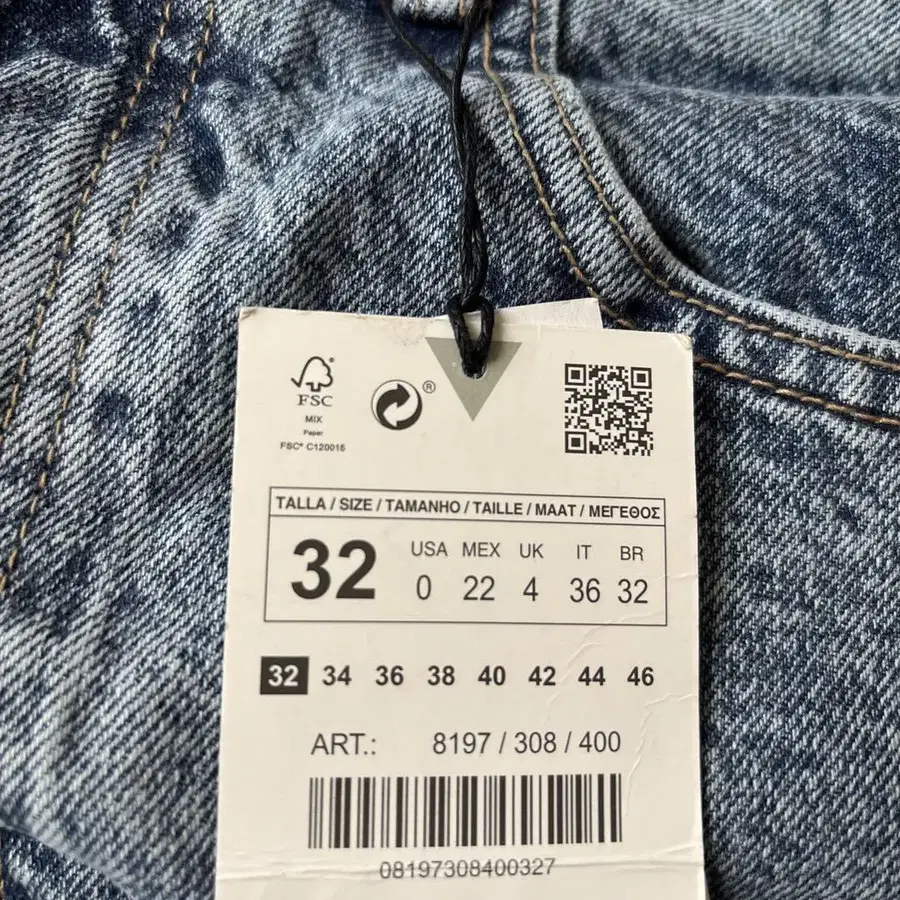 FSC
MIX
Paper
FSC® C120016
®
TALLA / SIZE / TAMANHO / TAILLE / MAAT / ΜΕΓΕΘΟΣ
32
USA MEX UK IT BR
0 22 4 36 32
32 34 36 38 40 42 44 46
ART.: 8197 / 308 / 400
08197308400327